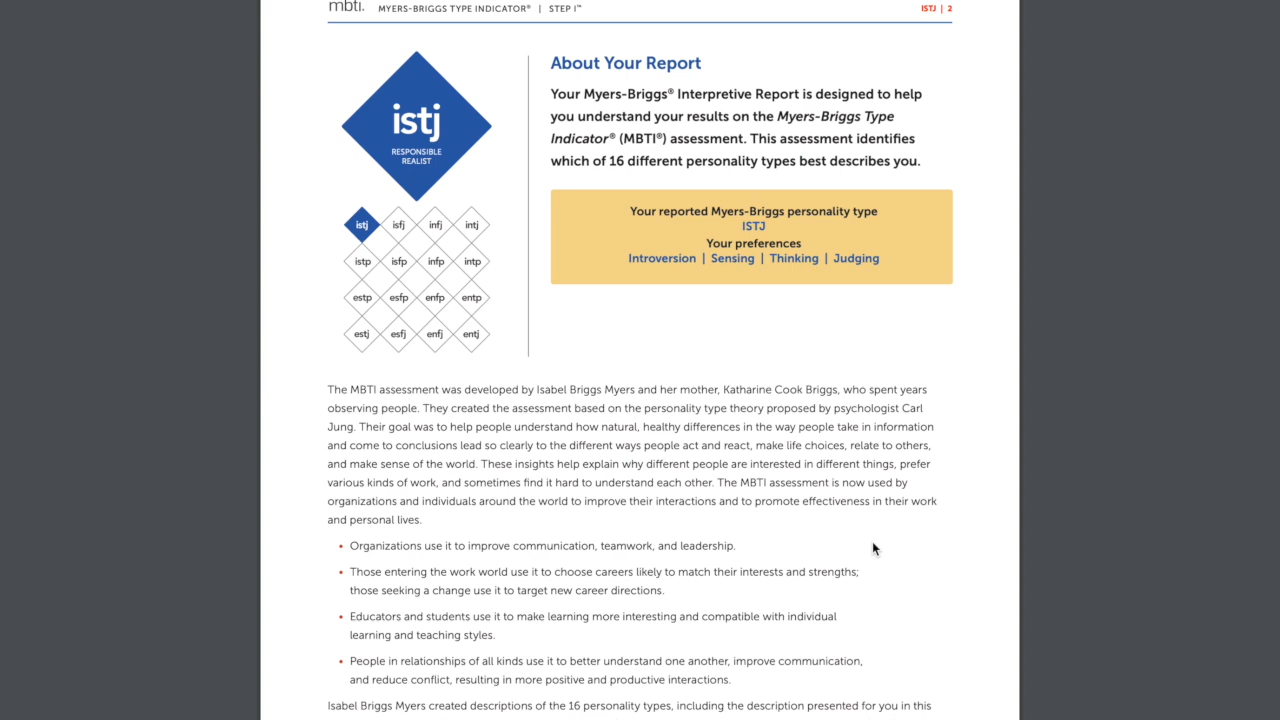 mbti. MYERS-BRIGGS TYPE INDICATOR® | STEP I™ ISTJ | 2
istj
RESPONSIBLE
REALIST
istj isfj infj intj
istp isfp infp intp
estp esfp enfp entp
estj esfj enfj entj
About Your Report
Your Myers-Briggs® Interpretive Report is designed to help
you understand your results on the Myers-Briggs Type
Indicator® (MBTI®) assessment. This assessment identifies
which of 16 different personality types best describes you.
Your reported Myers-Briggs personality type
ISTJ
Your preferences
Introversion | Sensing | Thinking | Judging
The MBTI assessment was developed by Isabel Briggs Myers and her mother, Katharine Cook Briggs, who spent years
observing people. They created the assessment based on the personality type theory proposed by psychologist Carl
Jung. Their goal was to help people understand how natural, healthy differences in the way people take in information
and come to conclusions lead so clearly to the different ways people act and react, make life choices, relate to others,
and make sense of the world. These insights help explain why different people are interested in different things, prefer
various kinds of work, and sometimes find it hard to understand each other. The MBTI assessment is now used by
organizations and individuals around the world to improve their interactions and to promote effectiveness in their work
and personal lives.
• Organizations use it to improve communication, teamwork, and leadership.
• Those entering the work world use it to choose careers likely to match their interests and strengths;
those seeking a change use it to target new career directions.
• Educators and students use it to make learning more interesting and compatible with individual
learning and teaching styles.
• People in relationships of all kinds use it to better understand one another, improve communication,
and reduce conflict, resulting in more positive and productive interactions.
Isabel Briggs Myers created descriptions of the 16 personality types, including the description presented for you in this